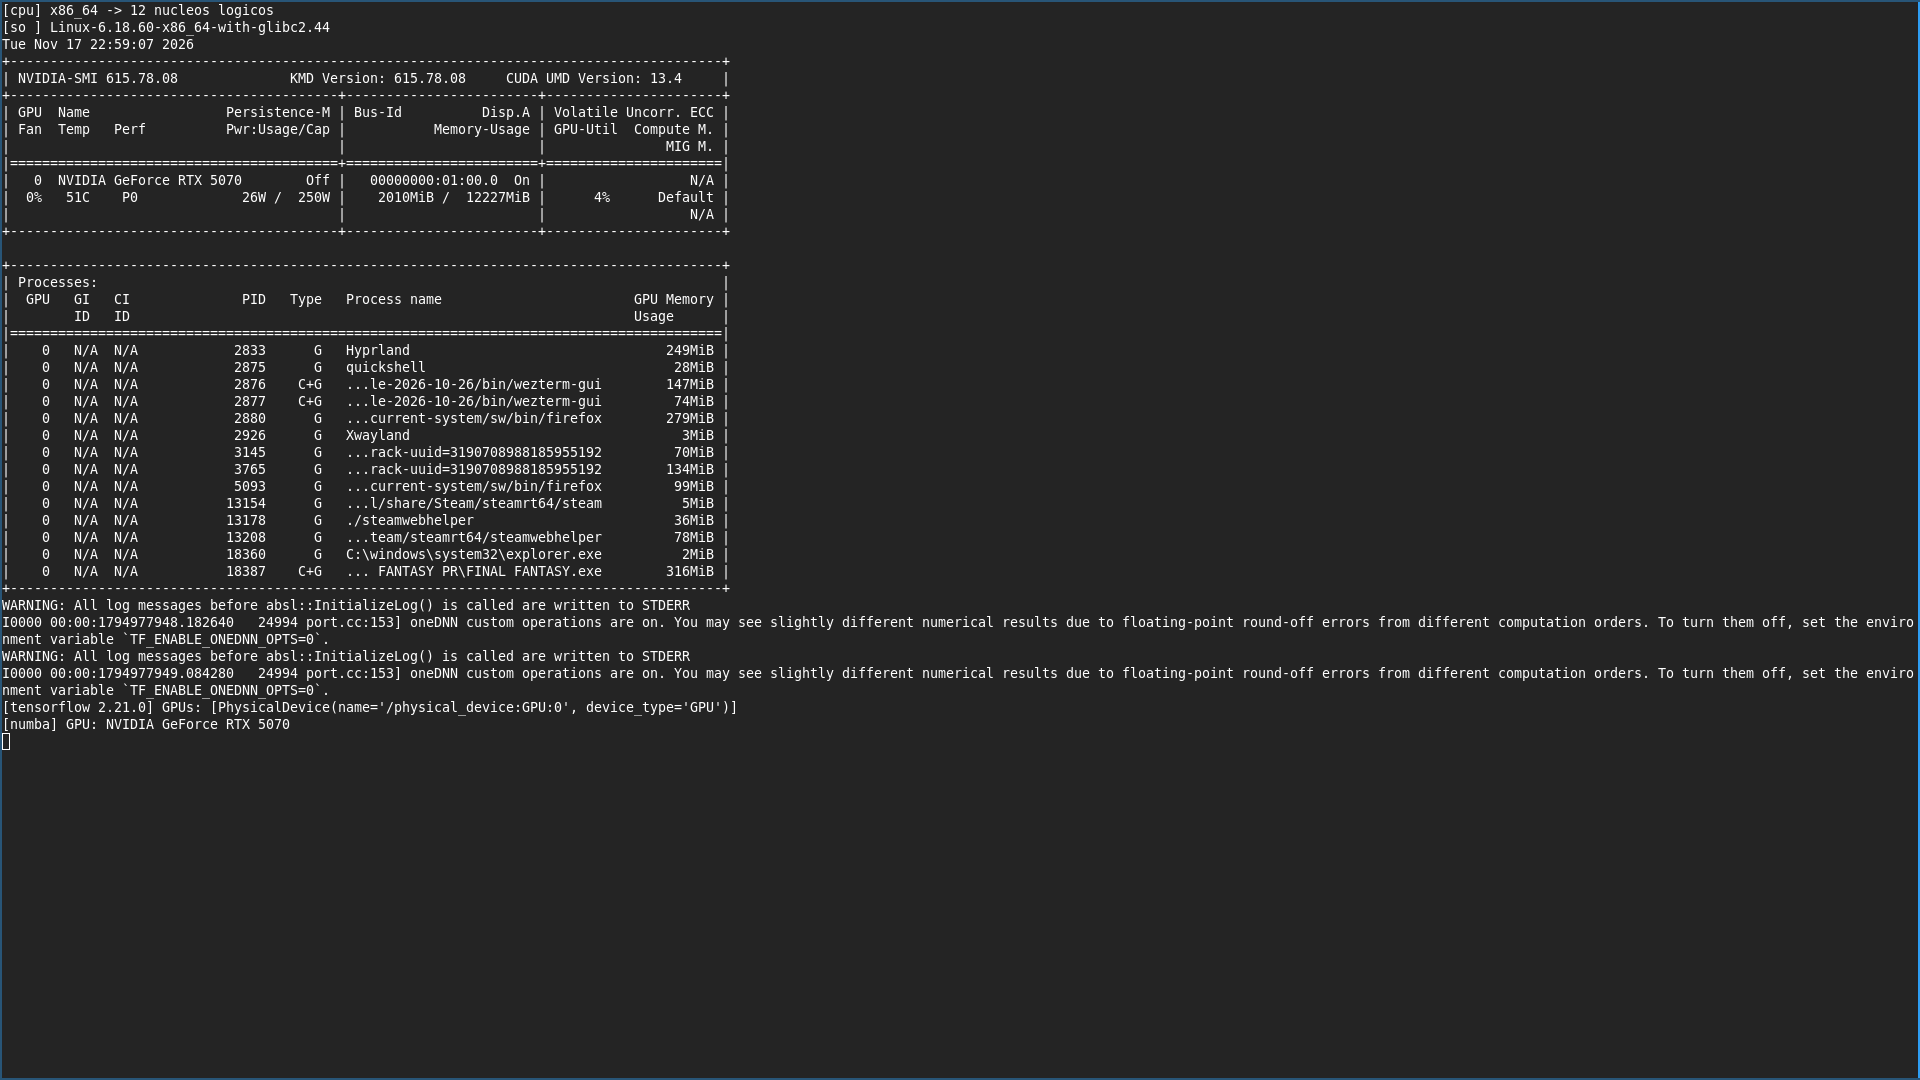 [cpu] x86_64 -> 12 nucleos logicos
[so ] Linux-6.18.60-x86_64-with-glibc2.44
Tue Nov 17 22:59:07 2026
+-----------------------------------------------------------------------------------------+
| NVIDIA-SMI 615.78.08              KMD Version: 615.78.08     CUDA UMD Version: 13.4     |
+-----------------------------------------+------------------------+----------------------+
| GPU  Name                 Persistence-M | Bus-Id          Disp.A | Volatile Uncorr. ECC |
| Fan  Temp   Perf          Pwr:Usage/Cap |           Memory-Usage | GPU-Util  Compute M. |
|                                         |                        |               MIG M. |
|=========================================+========================+======================|
|   0  NVIDIA GeForce RTX 5070        Off |   00000000:01:00.0  On |                  N/A |
|  0%   51C    P0             26W /  250W |    2010MiB /  12227MiB |      4%      Default |
|                                         |                        |                  N/A |
+-----------------------------------------+------------------------+----------------------+

+-----------------------------------------------------------------------------------------+
| Processes:                                                                              |
|  GPU   GI   CI              PID   Type   Process name                        GPU Memory |
|        ID   ID                                                               Usage      |
|=========================================================================================|
|    0   N/A  N/A            2833      G   Hyprland                                249MiB |
|    0   N/A  N/A            2875      G   quickshell                               28MiB |
|    0   N/A  N/A            2876    C+G   ...le-2026-10-26/bin/wezterm-gui        147MiB |
|    0   N/A  N/A            2877    C+G   ...le-2026-10-26/bin/wezterm-gui         74MiB |
|    0   N/A  N/A            2880      G   ...current-system/sw/bin/firefox        279MiB |
|    0   N/A  N/A            2926      G   Xwayland                                  3MiB |
|    0   N/A  N/A            3145      G   ...rack-uuid=3190708988185955192         70MiB |
|    0   N/A  N/A            3765      G   ...rack-uuid=3190708988185955192        134MiB |
|    0   N/A  N/A            5093      G   ...current-system/sw/bin/firefox         99MiB |
|    0   N/A  N/A           13154      G   ...l/share/Steam/steamrt64/steam          5MiB |
|    0   N/A  N/A           13178      G   ./steamwebhelper                         36MiB |
|    0   N/A  N/A           13208      G   ...team/steamrt64/steamwebhelper         78MiB |
|    0   N/A  N/A           18360      G   C:\windows\system32\explorer.exe          2MiB |
|    0   N/A  N/A           18387    C+G   ... FANTASY PR\FINAL FANTASY.exe        316MiB |
+-----------------------------------------------------------------------------------------+
WARNING: All log messages before absl::InitializeLog() is called are written to STDERR
I0000 00:00:1794977948.182640   24994 port.cc:153] oneDNN custom operations are on. You may see slightly different numerical results due to floating-point round-off errors from different computation orders. To turn them off, set the enviro
nment variable `TF_ENABLE_ONEDNN_OPTS=0`.
WARNING: All log messages before absl::InitializeLog() is called are written to STDERR
I0000 00:00:1794977949.084280   24994 port.cc:153] oneDNN custom operations are on. You may see slightly different numerical results due to floating-point round-off errors from different computation orders. To turn them off, set the enviro
nment variable `TF_ENABLE_ONEDNN_OPTS=0`.
[tensorflow 2.21.0] GPUs: [PhysicalDevice(name='/physical_device:GPU:0', device_type='GPU')]
[numba] GPU: NVIDIA GeForce RTX 5070